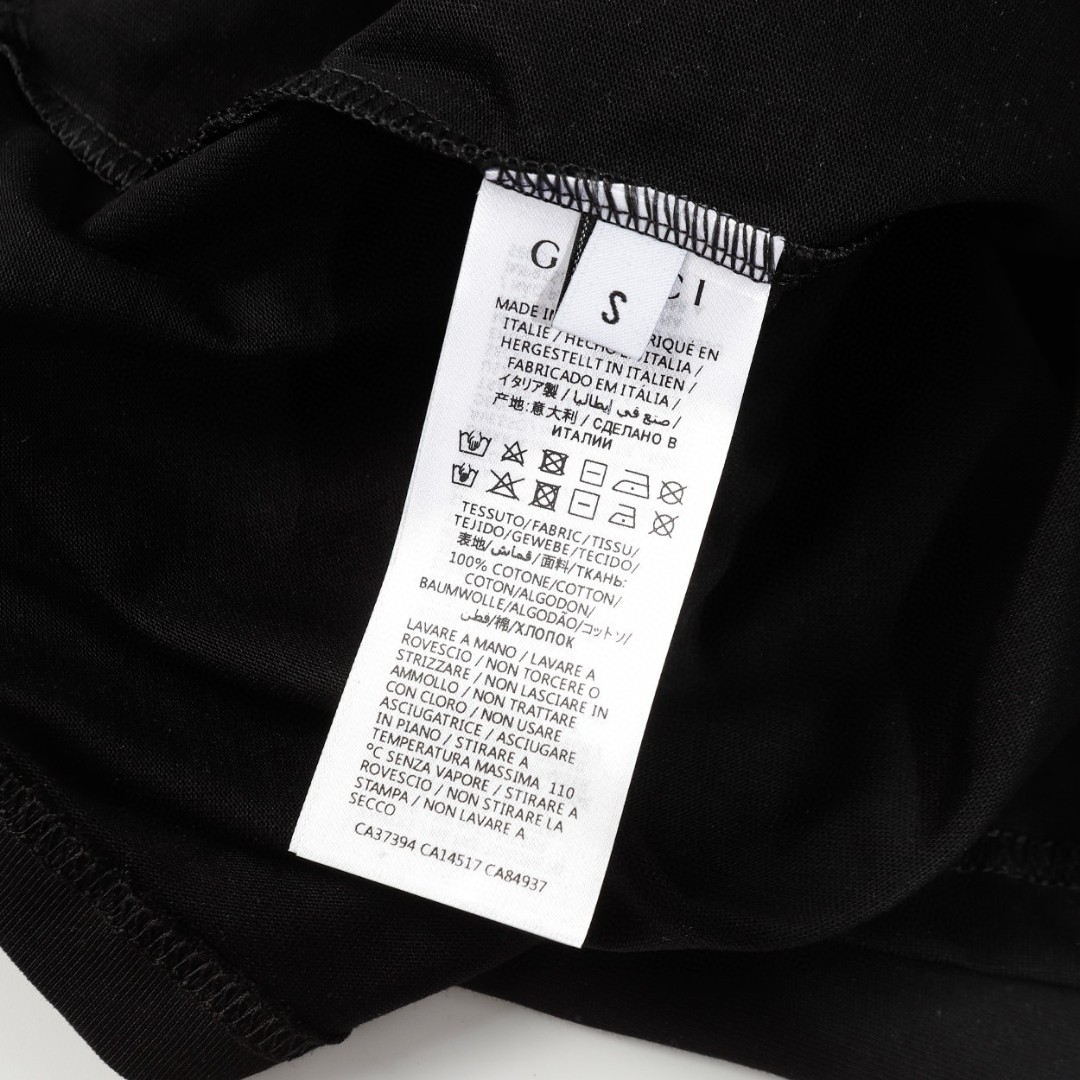 G CI
S
MADE IN RIQUÉ EN
ITALIE / HECHO ITALIA /
HERGESTELLT IN ITALIEN /
FABRICADO EM ITÁLIA /
イタリア製 / صنع في إيطاليا /
产地:意大利 / СДЕЛАНО В
ИТАЛИИ
TESSUTO/FABRIC/TISSU/
TEJIDO/GEWEBE/TECIDO/
表地/قماش/面料/ТКАНЬ:
100% COTONE/COTTON/
COTON/ALGODON/
BAUMWOLLE/ALGODÃO/コットン/
قطن/棉/ХЛОПОК
LAVARE A MANO / LAVARE A
ROVESCIO / NON TORCERE O
STRIZZARE / NON LASCIARE IN
AMMOLLO / NON TRATTARE
CON CLORO / NON USARE
ASCIUGATRICE / ASCIUGARE
IN PIANO / STIRARE A
TEMPERATURA MASSIMA 110
°C SENZA VAPORE / STIRARE A
ROVESCIO / NON STIRARE LA
STAMPA / NON LAVARE A
SECCO
CA37394 CA14517 CA84937